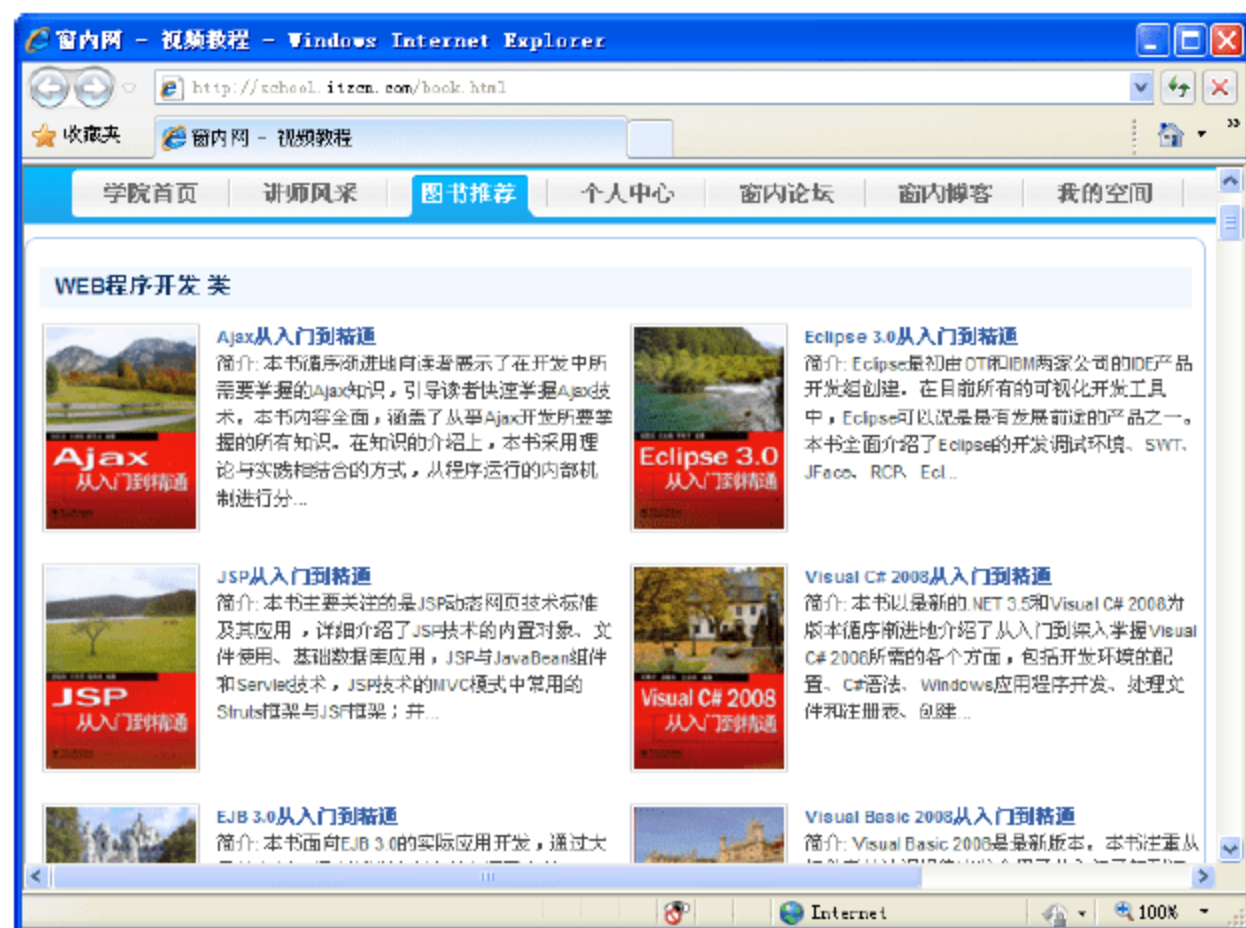 窗内网 - 视频教程 - Windows Internet Explorer
http://school.itzcn.com/book.html
收藏夹
窗内网 - 视频教程
学院首页 讲师风采 图书推荐 个人中心 窗内论坛 窗内博客 我的空间
WEB程序开发 类
Ajax从入门到精通
简介: 本书循序渐进地向读者展示了在开发中所
需要掌握的Ajax知识，引导读者快速掌握Ajax技
术。本书内容全面，涵盖了从事Ajax开发所要掌
握的所有知识。在知识的介绍上，本书采用理
论与实践相结合的方式，从程序运行的内部机
制进行分...
Ajax
从入门到精通
Eclipse 3.0从入门到精通
简介: Eclipse最初由OTI和IBM两家公司的IDE产品
开发组创建。在目前所有的可视化开发工具
中，Eclipse可以说是最有发展前途的产品之一。
本书全面介绍了Eclipse的开发调试环境、SWT、
JFace、RCP、Ecl...
Eclipse 3.0
从入门到精通
JSP从入门到精通
简介: 本书主要关注的是JSP动态网页技术标准
及其应用，详细介绍了JSP技术的内置对象、文
件使用、基础数据库应用，JSP与JavaBean组件
和Servlet技术，JSP技术的MVC模式中常用的
Struts框架与JSF框架；并...
JSP
从入门到精通
Visual C# 2008从入门到精通
简介: 本书以最新的.NET 3.5和Visual C# 2008为
版本循序渐进地介绍了从入门到深入掌握Visual
C# 2008所需的各个方面，包括开发环境的配
置、C#语法、Windows应用程序开发、处理文
件和注册表、创建...
Visual C# 2008
从入门到精通
EJB 3.0从入门到精通
简介: 本书面向EJB 3.0的实际应用开发，通过大
Visual Basic 2008从入门到精通
简介: Visual Basic 2008是最新版本。本书注重从
Internet
100%